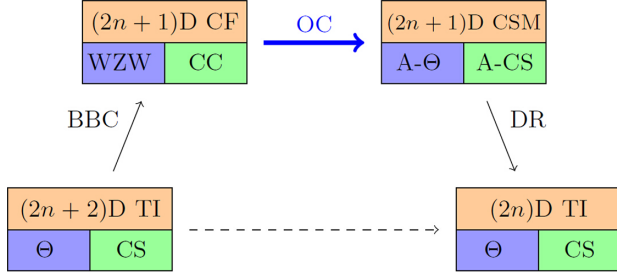 (2n + 1)D CF
WZW CC
OC
(2n + 1)D CSM
A-Θ A-CS
BBC
DR
(2n + 2)D TI
Θ CS
(2n)D TI
Θ CS